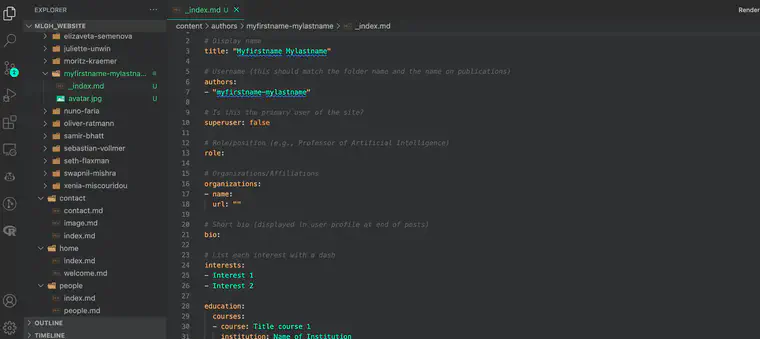 EXPLORER
MLGH_WEBSITE
elizaveta-semenova
juliette-unwin
moritz-kraemer
myfirstname-mylastna...
_index.md U
avatar.jpg U
nuno-faria
oliver-ratmann
samir-bhatt
sebastian-vollmer
seth-flaxman
swapnil-mishra
xenia-miscouridou
contact
contact.md
image.md
index.md
home
index.md
welcome.md
people
index.md
people.md
OUTLINE
TIMELINE
_index.md U ×
Render
content > authors > myfirstname-mylastname > _index.md
2 # Display name
3 title: "Myfirstname Mylastname"
4
5 # Username (this should match the folder name and the name on publications)
6 authors:
7 - "myfirstname-mylastname"
8
9 # Is this the primary user of the site?
10 superuser: false
11
12 # Role/position (e.g., Professor of Artificial Intelligence)
13 role:
14
15 # Organizations/Affiliations
16 organizations:
17 - name:
18 url: ""
19
20 # Short bio (displayed in user profile at end of posts)
21 bio:
22
23 # List each interest with a dash
24 interests:
25 - Interest 1
26 - Interest 2
27
28 education:
29 courses:
30 - course: Title course 1
31 institution: Name of Institution